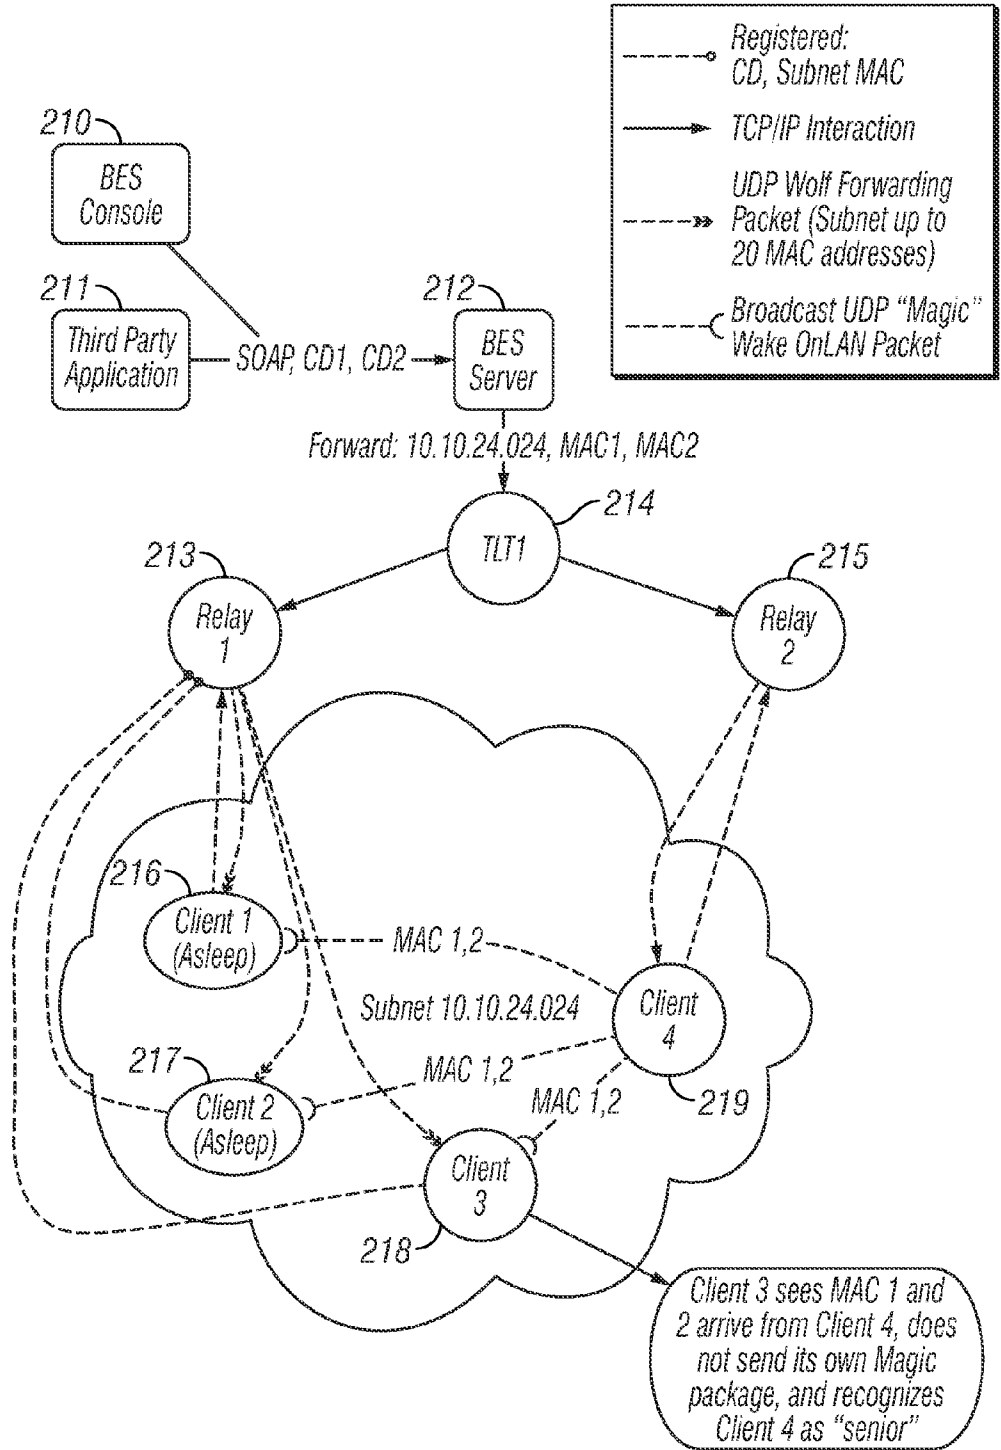 Registered:
CD, Subnet MAC
TCP/IP Interaction
UDP Wolf Forwarding
Packet (Subnet up to
20 MAC addresses)
Broadcast UDP “Magic”
Wake OnLAN Packet
210
BES
Console
211
Third Party
Application
SOAP, CD1, CD2
212
BES
Server
Forward: 10.10.24.024, MAC1, MAC2
214
TLT1
213
Relay
1
215
Relay
2
216
Client 1
(Asleep)
MAC 1,2
Subnet 10.10.24.024
Client
4
219
217
Client 2
(Asleep)
MAC 1,2
MAC 1,2
Client
3
218
Client 3 sees MAC 1 and
2 arrive from Client 4, does
not send its own Magic
package, and recognizes
Client 4 as “senior”